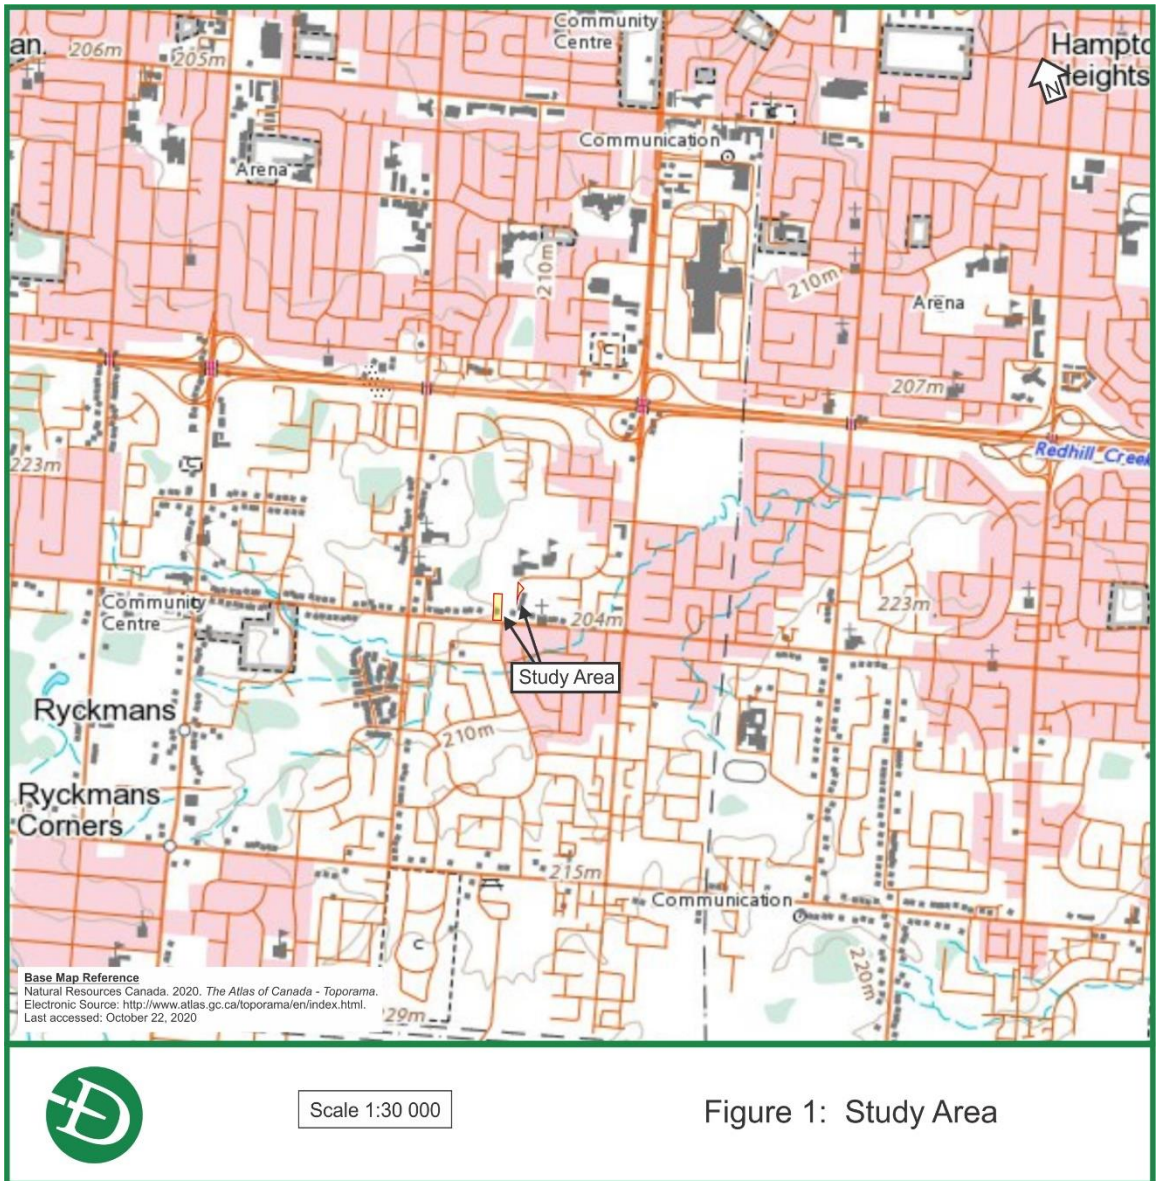 Community
Centre
an.
206m
205m
Hampto
Heights
N
C
Communication
Arena
210m
210m
Arena
C
207m
Redhill Creek
223m
C
Community
Centre
204m
223m
Study Area
Ryckmans
210m
Ryckmans
Corners
215m
Communication
C
220m
Base Map Reference
Natural Resources Canada. 2020. The Atlas of Canada - Toporama.
Electronic Source: http://www.atlas.gc.ca/toporama/en/index.html.
Last accessed: October 22, 2020
29m
D
Scale 1:30 000
Figure 1: Study Area